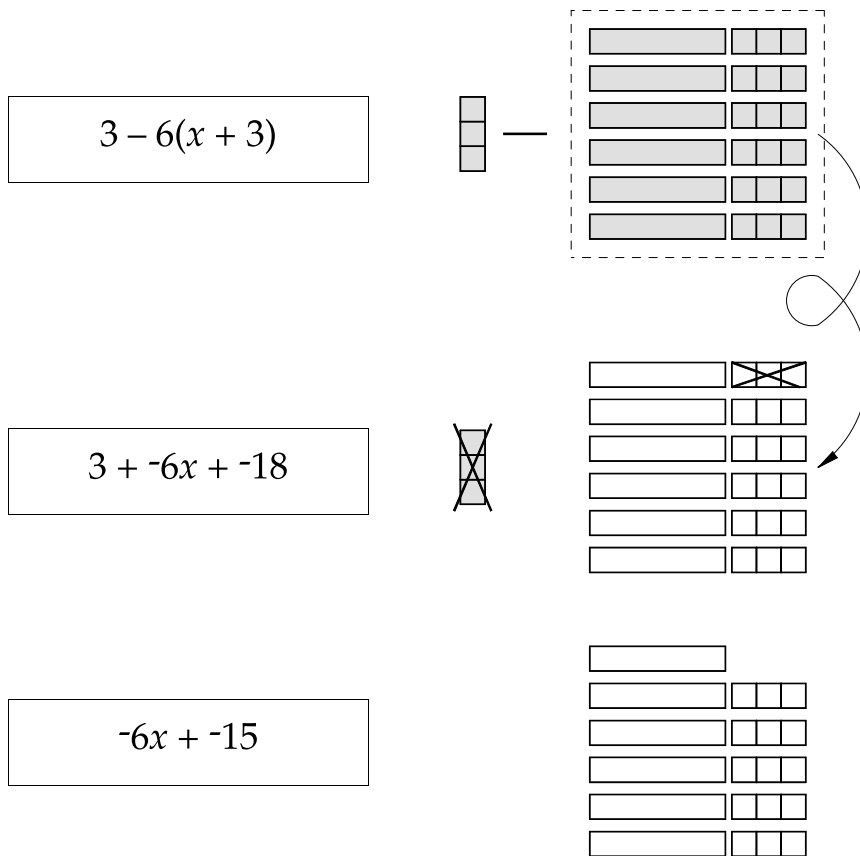 3 – 6(x + 3)
3 + ⁻6x + ⁻18
⁻6x + ⁻15